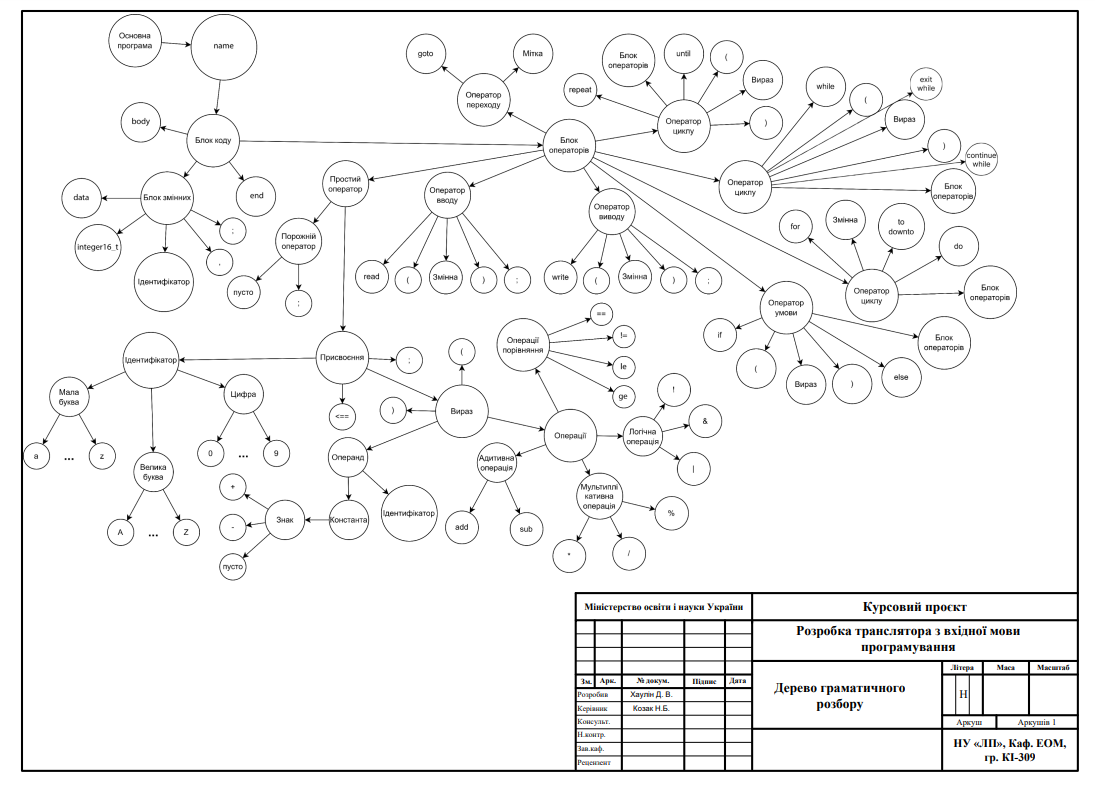 Основна
програма
name
body
Блок коду
data
Блок змінних
end
integer16_t
Ідентифікатор
,
;
goto
Мітка
Оператор
переходу
Блок
операторів
until
(
repeat
Вираз
Оператор
циклу
)
while
(
exit
while
Вираз
)
continue
while
Оператор
циклу
Блок
операторів
Блок
операторів
Простий
оператор
Порожній
оператор
пусто
;
Оператор
вводу
read
(
Змінна
)
;
Оператор
виводу
write
(
Змінна
)
;
for
Змінна
to
downto
do
Оператор
циклу
Блок
операторів
Оператор
умови
if
(
Вираз
)
else
Блок
операторів
Ідентифікатор
Присвоєння
;
<==
Мала
буква
Цифра
a
...
z
0
...
9
Велика
буква
A
...
Z
(
)
Вираз
Операнд
Константа
Ідентифікатор
Знак
+
-
пусто
Операції
порівняння
==
!=
le
ge
Операції
Логічна
операція
!
&
|
Адитивна
операція
add
sub
Мультиплі
кативна
операція
%
*
/
Міністерство освіти і науки України
Курсовий проєкт
Розробка транслятора з вхідної мови
програмування
Зм.
Арк.
№ докум.
Підпис
Дата
Розробив
Хаулін Д. В.
Керівник
Козак Н.Б.
Консульт.
Н.контр.
Зав.каф.
Рецензент
Дерево граматичного
розбору
Літера
Маса
Масштаб
Н
Аркуш
Аркушів 1
НУ «ЛП», Каф. ЕОМ,
гр. КІ-309